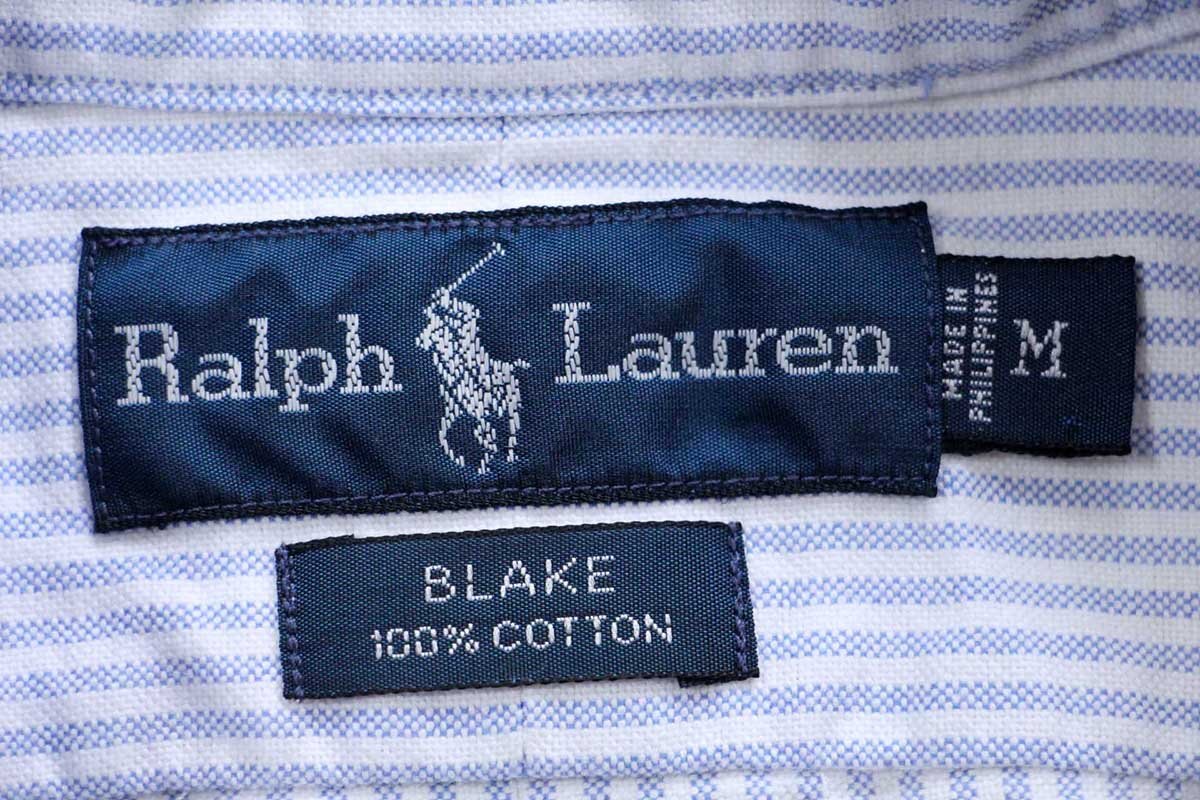 Ralph Lauren
MADE IN
PHILIPPINES
M
BLAKE
100% COTTON